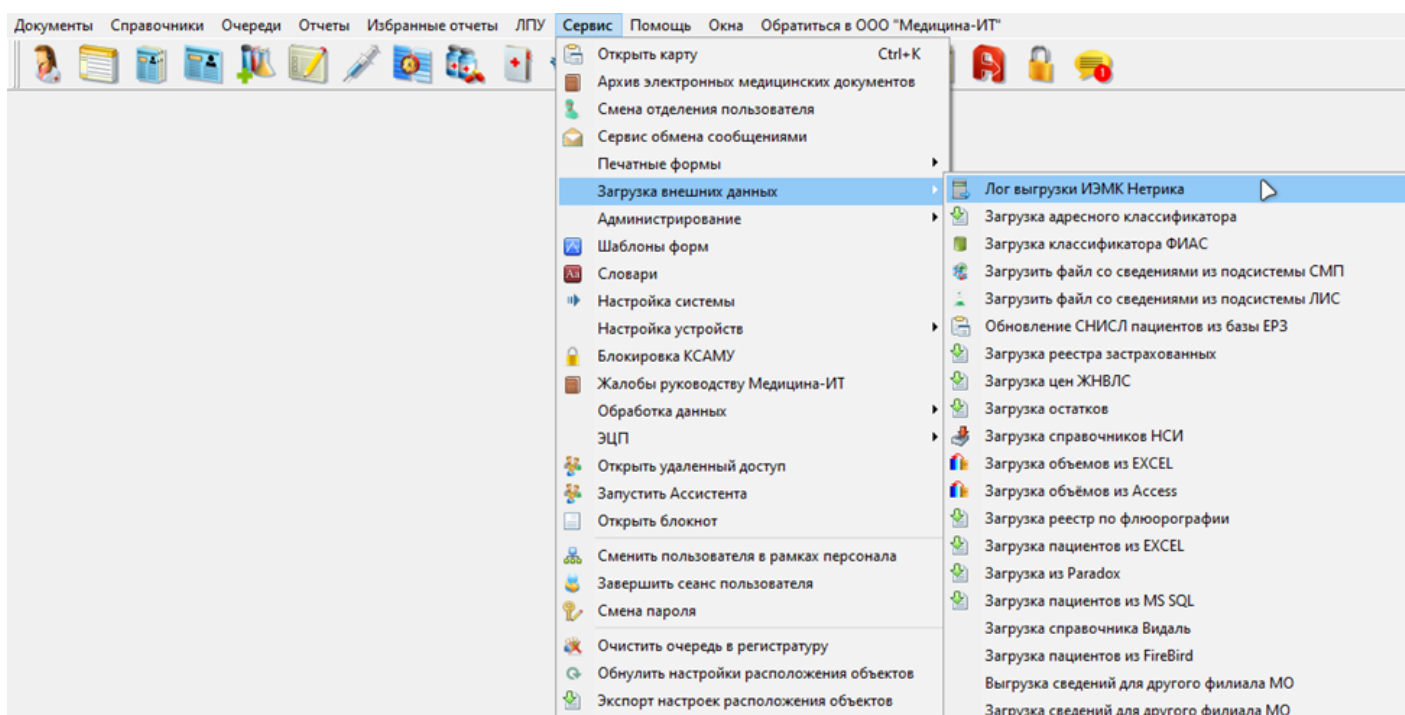 Документы Справочники Очереди Отчеты Избранные отчеты ЛПУ Сервис Помощь Окна Обратиться в ООО "Медицина-ИТ"
1
Открыть карту Ctrl+K
Архив электронных медицинских документов
Смена отделения пользователя
Сервис обмена сообщениями
Печатные формы
Загрузка внешних данных
Администрирование
Шаблоны форм
Aa Словари
Настройка системы
Настройка устройств
Блокировка КСАМУ
Жалобы руководству Медицина-ИТ
Обработка данных
ЭЦП
Открыть удаленный доступ
Запустить Ассистента
Открыть блокнот
Сменить пользователя в рамках персонала
Завершить сеанс пользователя
Смена пароля
Очистить очередь в регистратуру
Обнулить настройки расположения объектов
Экспорт настроек расположения объектов
Лог выгрузки ИЭМК Нетрика
Загрузка адресного классификатора
Загрузка классификатора ФИАС
Загрузить файл со сведениями из подсистемы СМП
Загрузить файл со сведениями из подсистемы ЛИС
Обновление СНИСЛ пациентов из базы ЕРЗ
Загрузка реестра застрахованных
Загрузка цен ЖНВЛС
Загрузка остатков
Загрузка справочников НСИ
Загрузка объемов из EXCEL
Загрузка объёмов из Access
Загрузка реестр по флюорографии
Загрузка пациентов из EXCEL
Загрузка из Paradox
Загрузка пациентов из MS SQL
Загрузка справочника Видаль
Загрузка пациентов из FireBird
Выгрузка сведений для другого филиала МО
Загрузка сведений для другого филиала МО